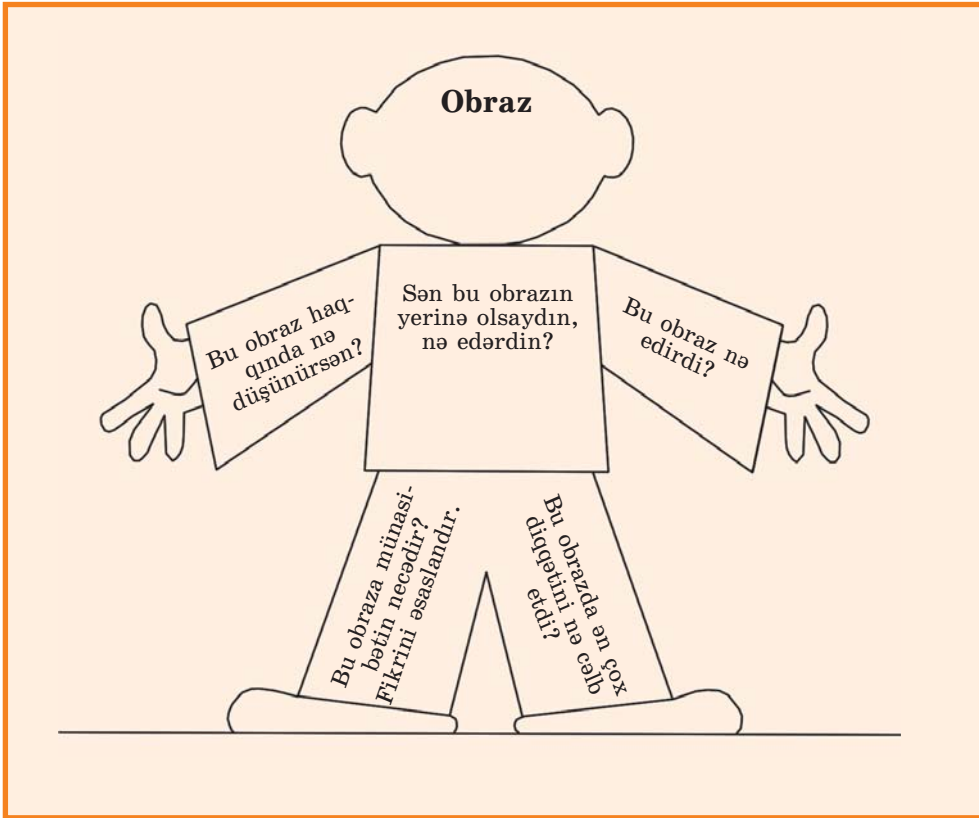 Obraz
Bu obraz haq-
qında nə
düşünürsən?
Sən bu obrazın
yerinə olsaydın,
nə edərdin?
Bu obraz nə
edirdi?
Bu obraza münasi-
bətin necədir?
Fikrini əsaslandır.
Bu obrazda ən çox
diqqətini nə cəlb
etdi?